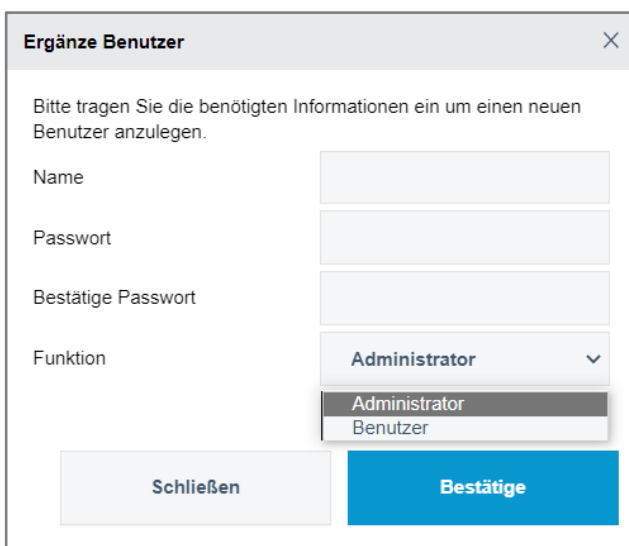 Ergänze Benutzer
Bitte tragen Sie die benötigten Informationen ein um einen neuen
Benutzer anzulegen.
Name
Passwort
Bestätige Passwort
Funktion
Administrator
Administrator
Benutzer
Schließen
Bestätige